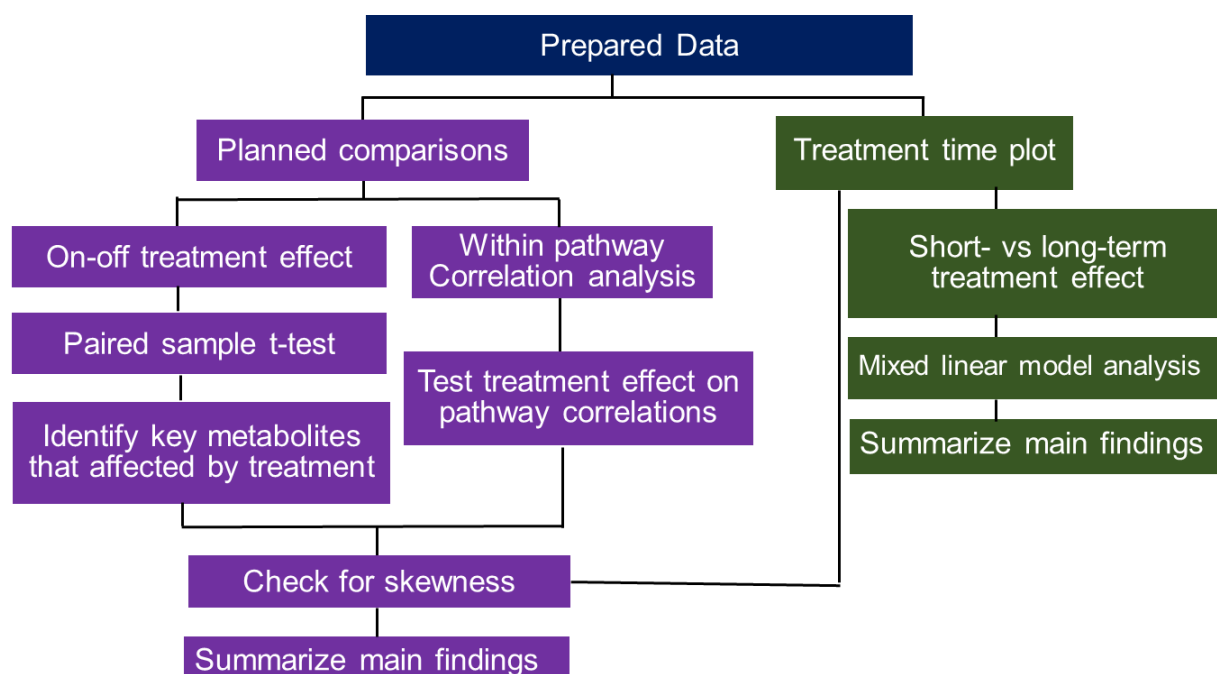 Prepared Data
Planned comparisons
Treatment time plot
On-off treatment effect
Within pathway
Correlation analysis
Short- vs long-term
treatment effect
Paired sample t-test
Test treatment effect on
pathway correlations
Mixed linear model analysis
Identify key metabolites
that affected by treatment
Summarize main findings
Check for skewness
Summarize main findings